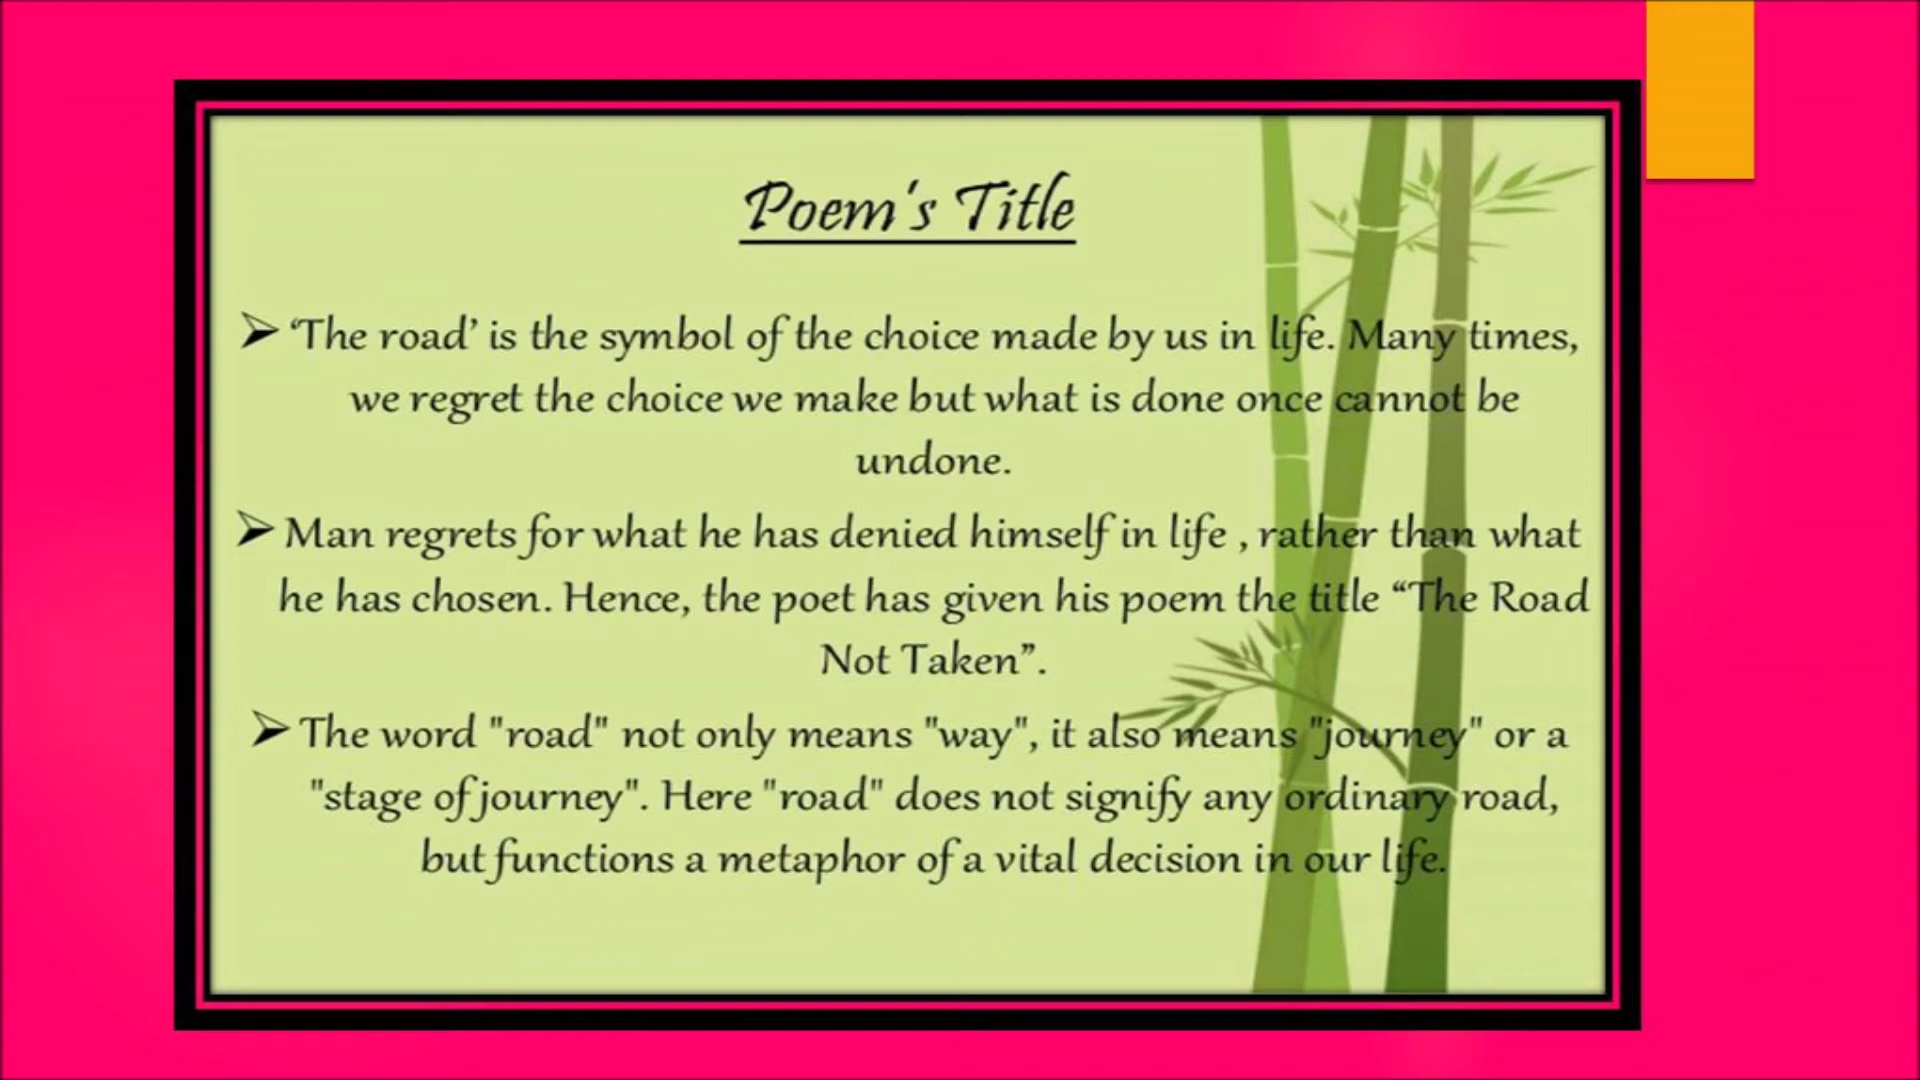 Poem's Title
➢ ‘The road’ is the symbol of the choice made by us in life. Many times,
we regret the choice we make but what is done once cannot be
undone.
➢ Man regrets for what he has denied himself in life , rather than what
he has chosen. Hence, the poet has given his poem the title “The Road
Not Taken”.
➢ The word "road" not only means "way", it also means "journey" or a
"stage of journey". Here "road" does not signify any ordinary road,
but functions a metaphor of a vital decision in our life.